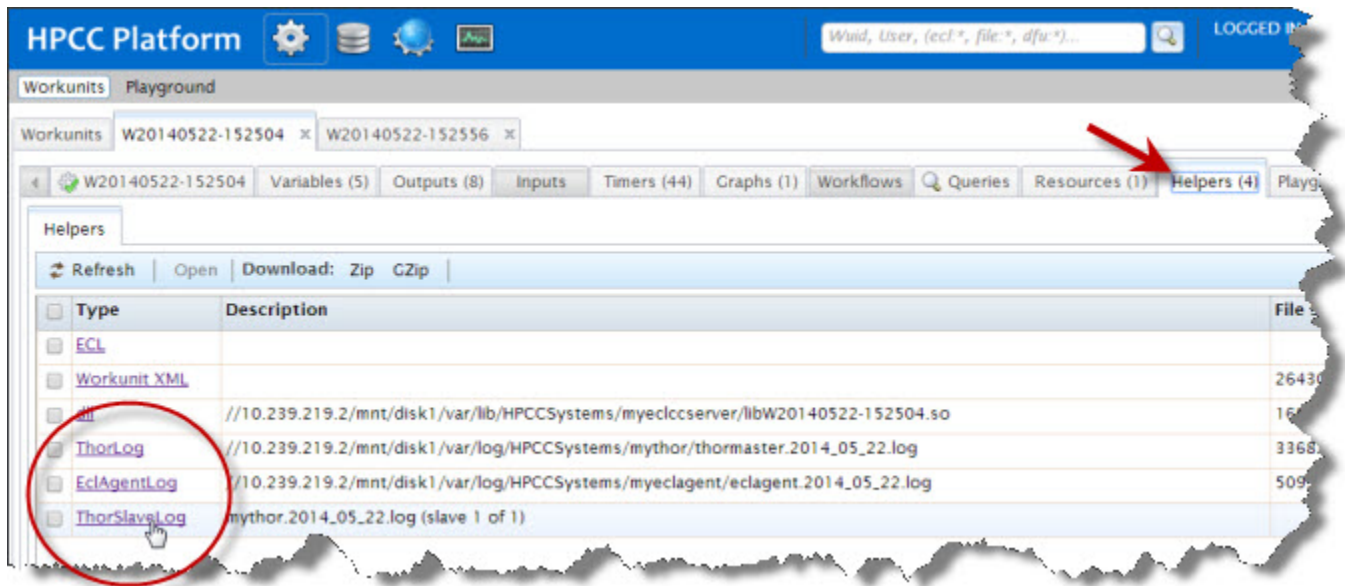 HPCC Platform Wuid, User, (ecl:*, file:*, dfu:*)... LOGGED
Workunits Playground
Workunits W20140522-152504 x W20140522-152556 x
W20140522-152504 Variables (5) Outputs (8) Inputs Timers (44) Graphs (1) Workflows Queries Resources (1) Helpers (4)
Helpers
Refresh Open Download: Zip GZip
Type Description File
ECL
Workunit XML 2643
dll //10.239.219.2/mnt/disk1/var/lib/HPCCSystems/myeclccserver/libW20140522-152504.so
ThorLog //10.239.219.2/mnt/disk1/var/log/HPCCSystems/mythor/thormaster.2014_05_22.log 3368
EclAgentLog //10.239.219.2/mnt/disk1/var/log/HPCCSystems/myeclagent/eclagent.2014_05_22.log 509
ThorSlaveLog mythor.2014_05_22.log (slave 1 of 1)